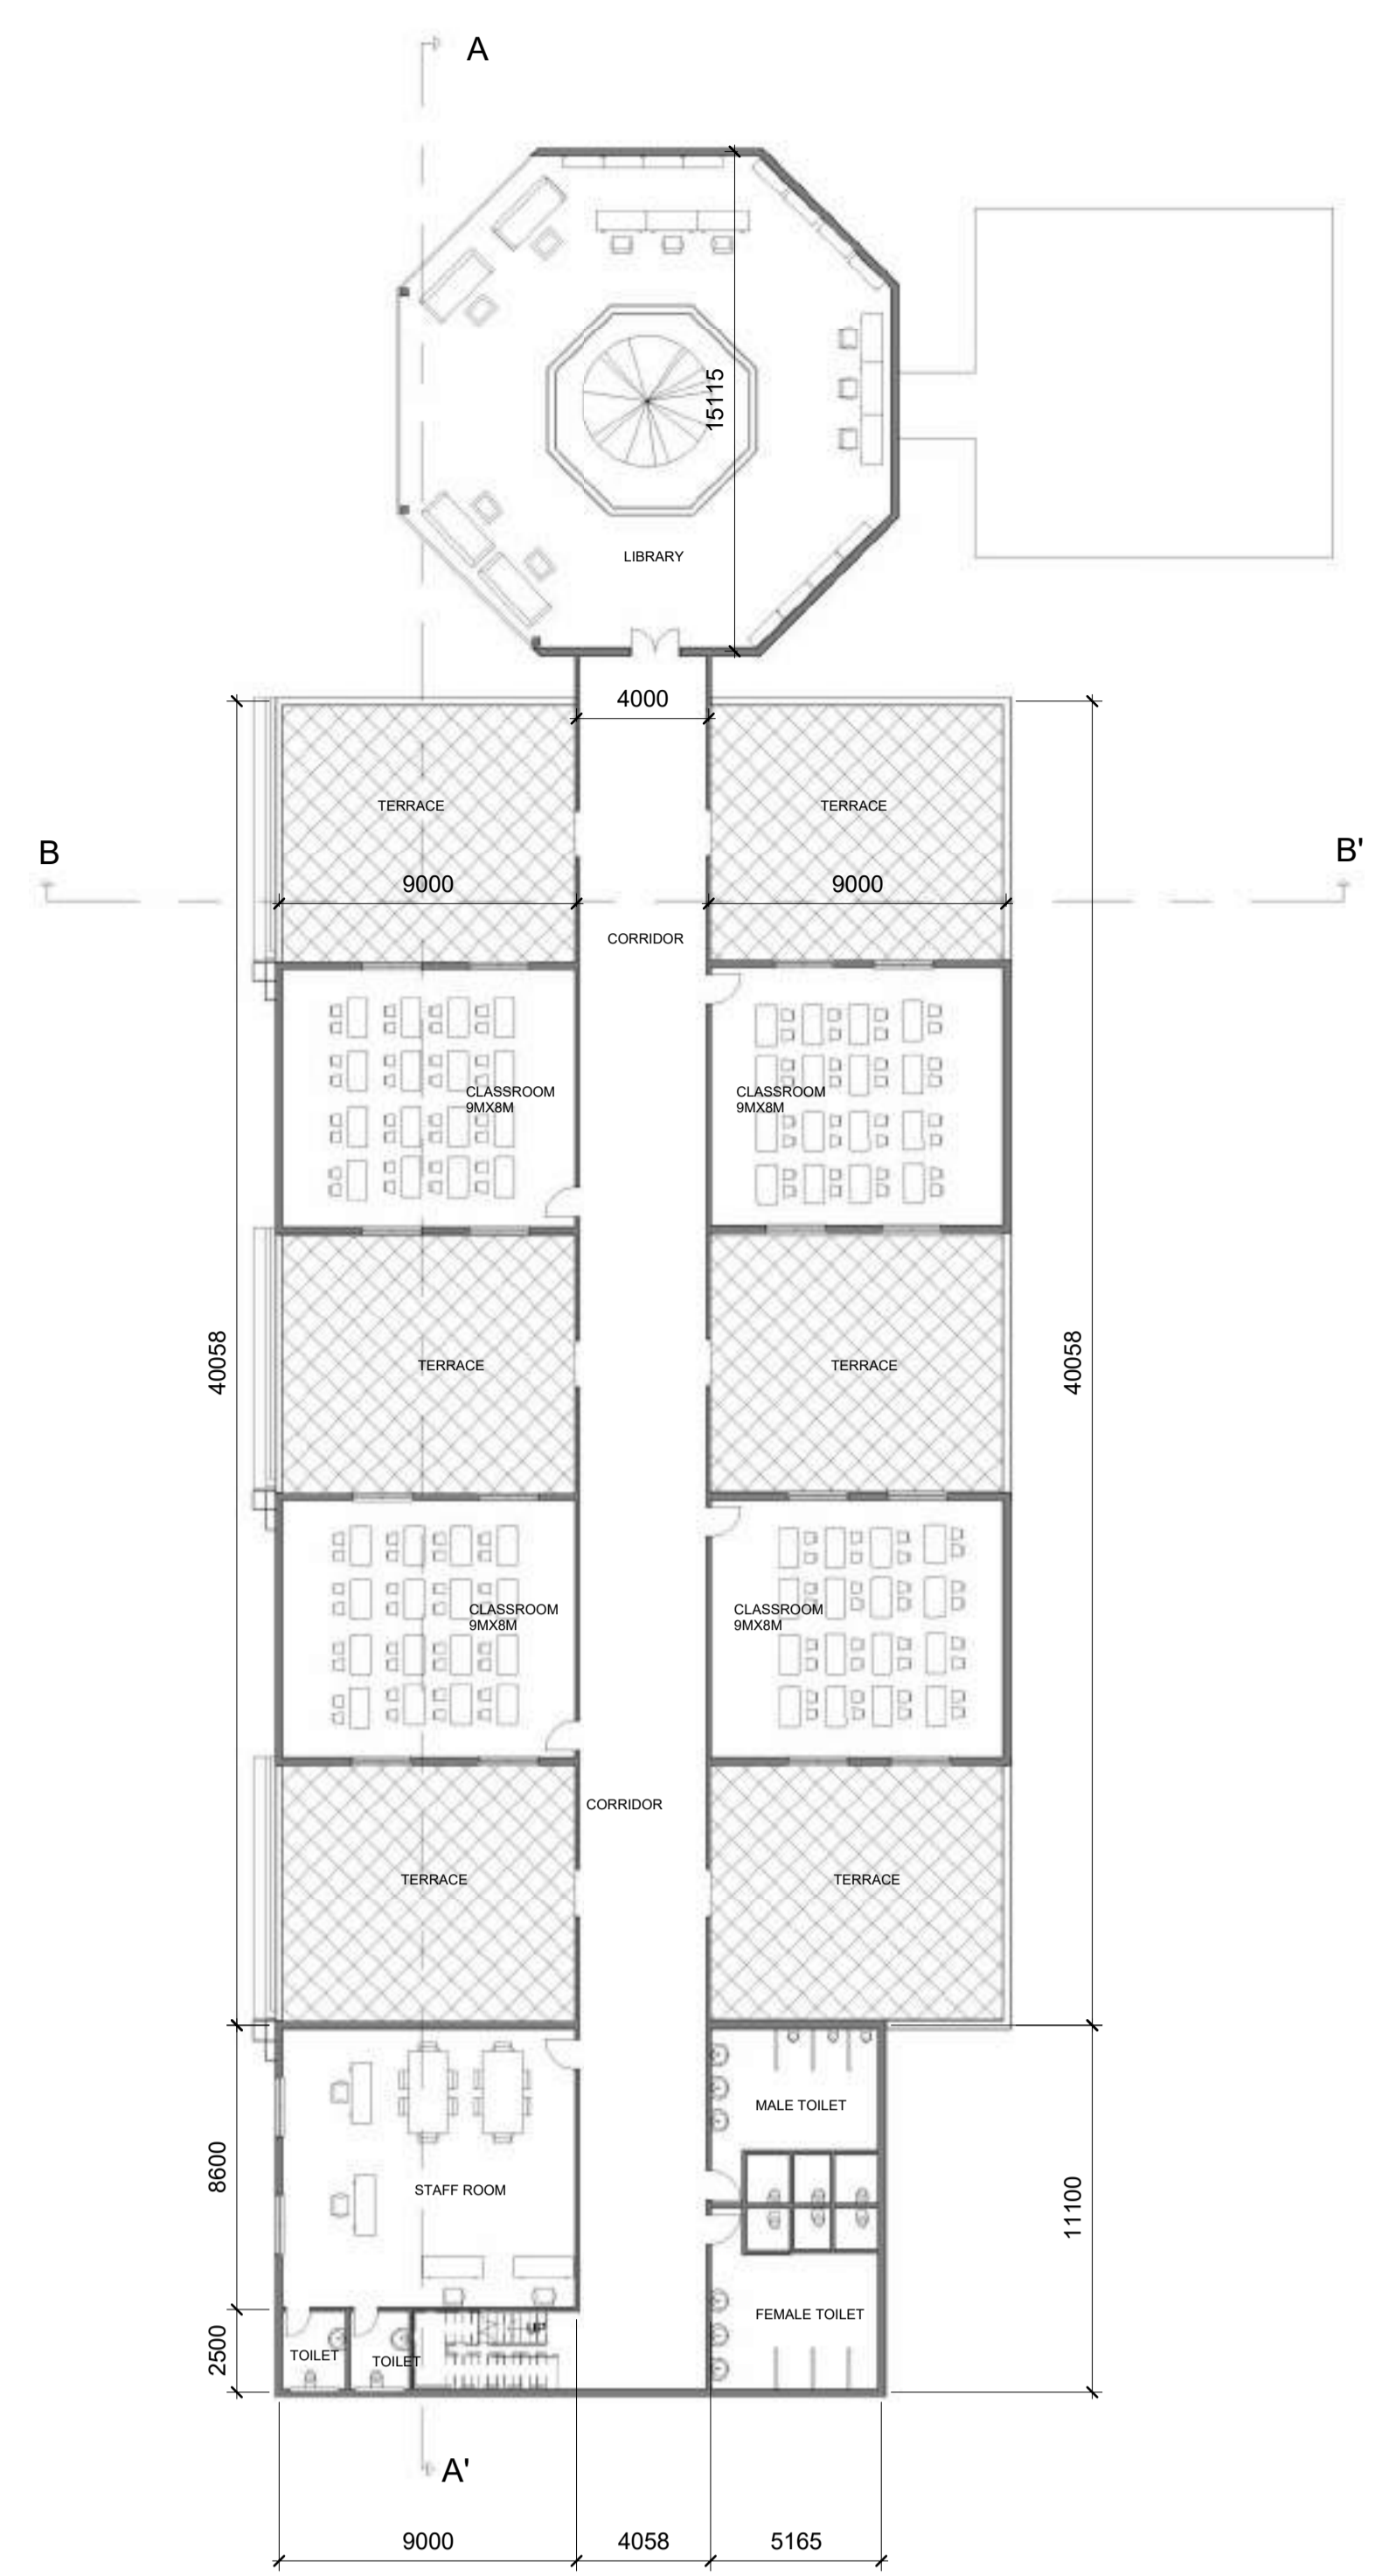 A
15115
LIBRARY
4000
TERRACE
TERRACE
B
B'
9000
9000
CORRIDOR
CLASSROOM
9MX8M
CLASSROOM
9MX8M
40058
TERRACE
TERRACE
40058
CLASSROOM
9MX8M
CLASSROOM
9MX8M
CORRIDOR
TERRACE
TERRACE
MALE TOILET
8600
STAFF ROOM
11100
FEMALE TOILET
2500
TOILET
TOILET
A'
9000
4058
5165